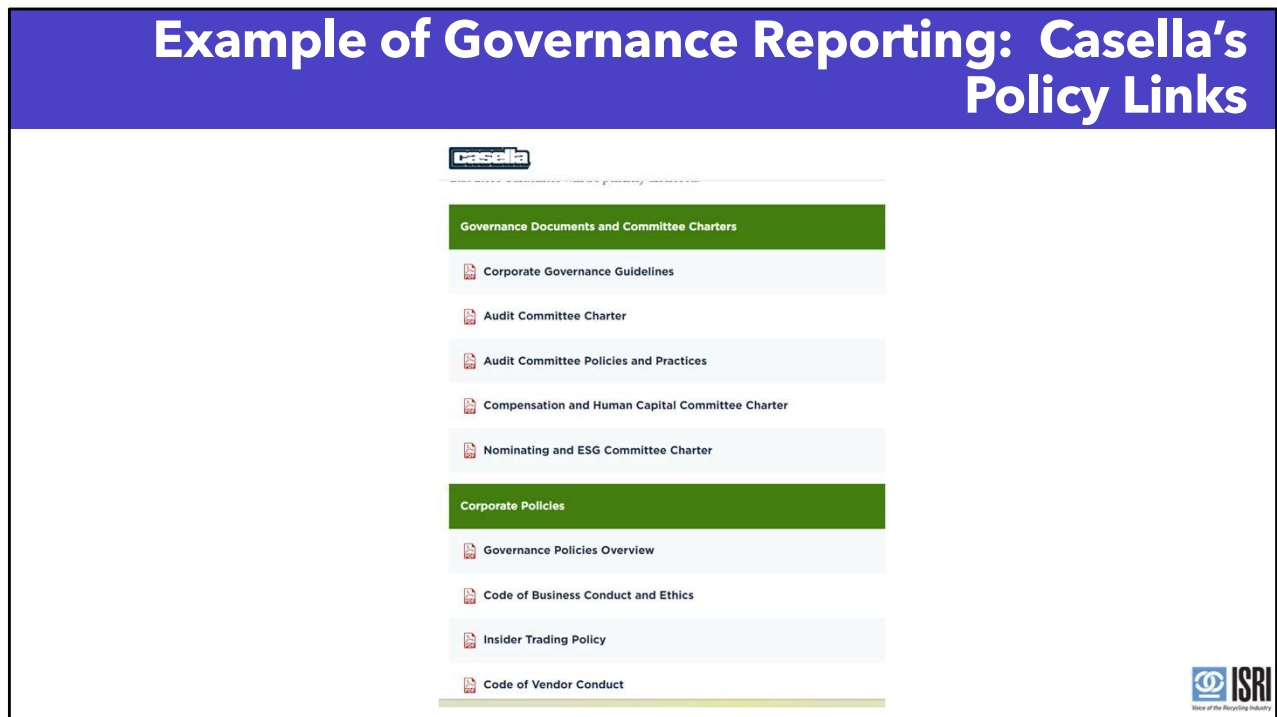 Example of Governance Reporting: Casella’s
Policy Links
casella
Governance Documents and Committee Charters
Corporate Governance Guidelines
Audit Committee Charter
Audit Committee Policies and Practices
Compensation and Human Capital Committee Charter
Nominating and ESG Committee Charter
Corporate Policies
Governance Policies Overview
Code of Business Conduct and Ethics
Insider Trading Policy
Code of Vendor Conduct
ISRI
Voice of the Recycling Industry